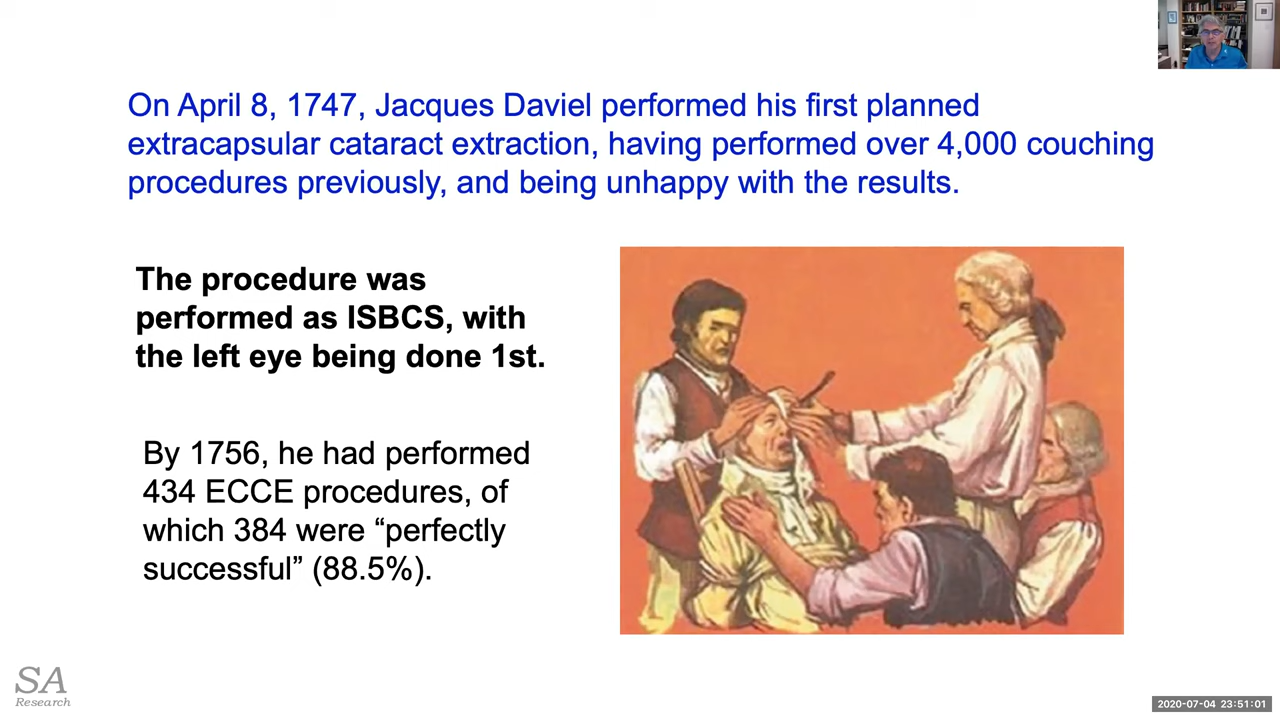 On April 8, 1747, Jacques Daviel performed his first planned
extracapsular cataract extraction, having performed over 4,000 couching
procedures previously, and being unhappy with the results.
The procedure was
performed as ISBCS, with
the left eye being done 1st.
By 1756, he had performed
434 ECCE procedures, of
which 384 were “perfectly
successful” (88.5%).
SA
Research
2020-07-04 23:51:01